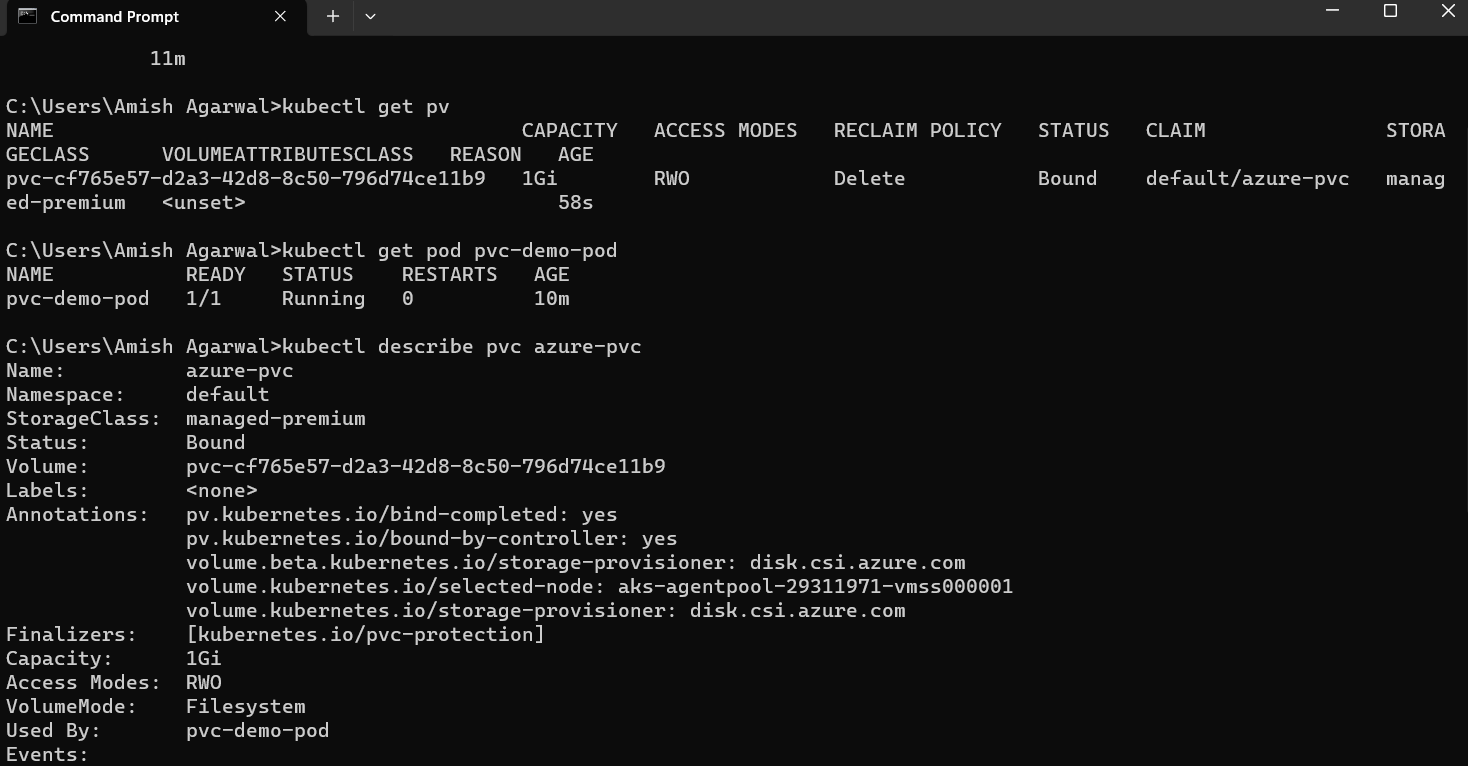 Command Prompt
11m
C:\Users\Amish Agarwal>kubectl get pv
NAME CAPACITY ACCESS MODES RECLAIM POLICY STATUS CLAIM STORA
GECLASS VOLUMEATTRIBUTESCLASS REASON AGE
pvc-cf765e57-d2a3-42d8-8c50-796d74ce11b9 1Gi RWO Delete Bound default/azure-pvc manag
ed-premium <unset> 58s
C:\Users\Amish Agarwal>kubectl get pod pvc-demo-pod
NAME READY STATUS RESTARTS AGE
pvc-demo-pod 1/1 Running 0 10m
C:\Users\Amish Agarwal>kubectl describe pvc azure-pvc
Name: azure-pvc
Namespace: default
StorageClass: managed-premium
Status: Bound
Volume: pvc-cf765e57-d2a3-42d8-8c50-796d74ce11b9
Labels: <none>
Annotations: pv.kubernetes.io/bind-completed: yes
pv.kubernetes.io/bound-by-controller: yes
volume.beta.kubernetes.io/storage-provisioner: disk.csi.azure.com
volume.kubernetes.io/selected-node: aks-agentpool-29311971-vmss000001
volume.kubernetes.io/storage-provisioner: disk.csi.azure.com
Finalizers: [kubernetes.io/pvc-protection]
Capacity: 1Gi
Access Modes: RWO
VolumeMode: Filesystem
Used By: pvc-demo-pod
Events: